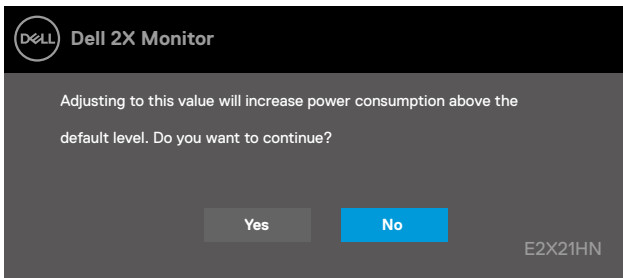 DELL Dell 2X Monitor
Adjusting to this value will increase power consumption above the
default level. Do you want to continue?
Yes No
E2X21HN